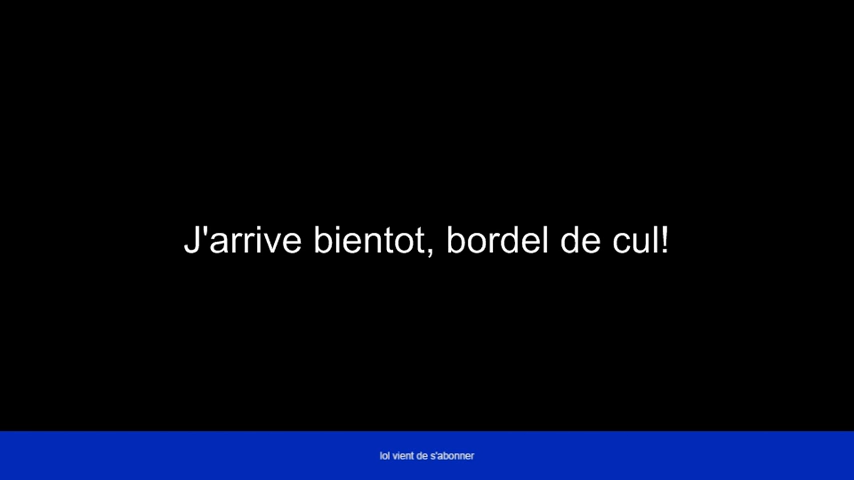 J'arrive bientot, bordel de cul!
lol vient de s'abonner